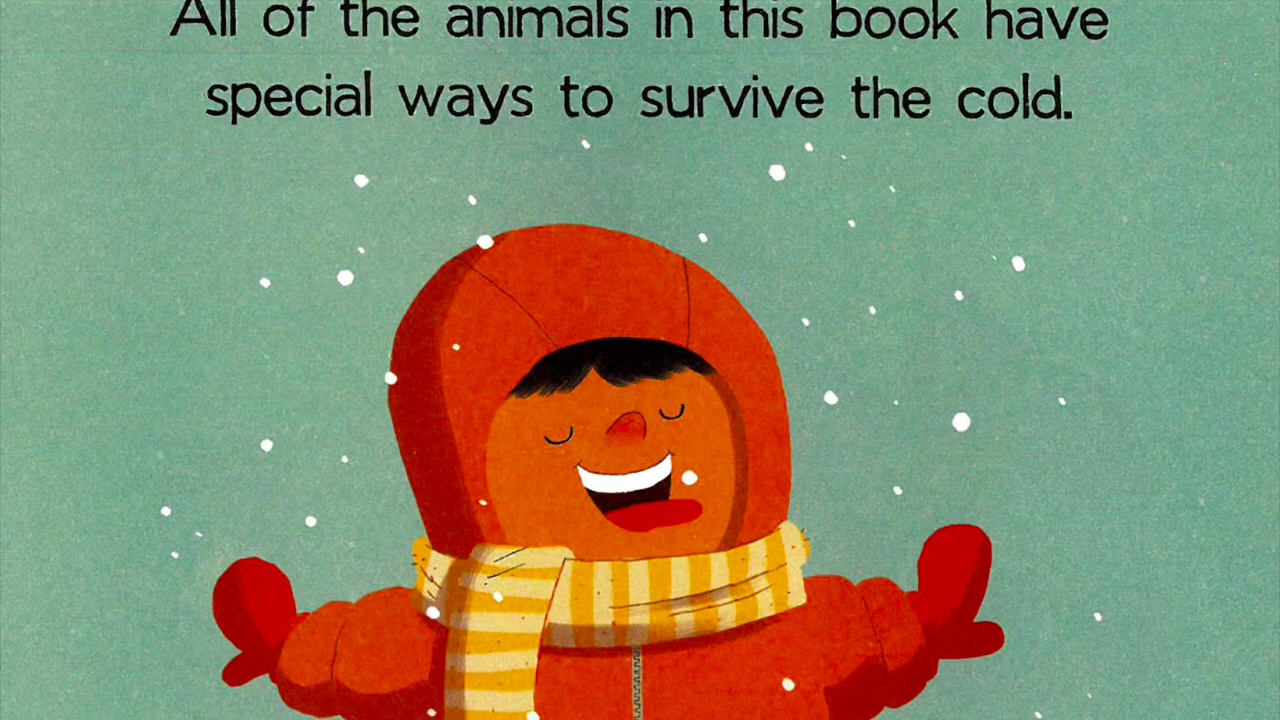 All of the animals in this book have
special ways to survive the cold.